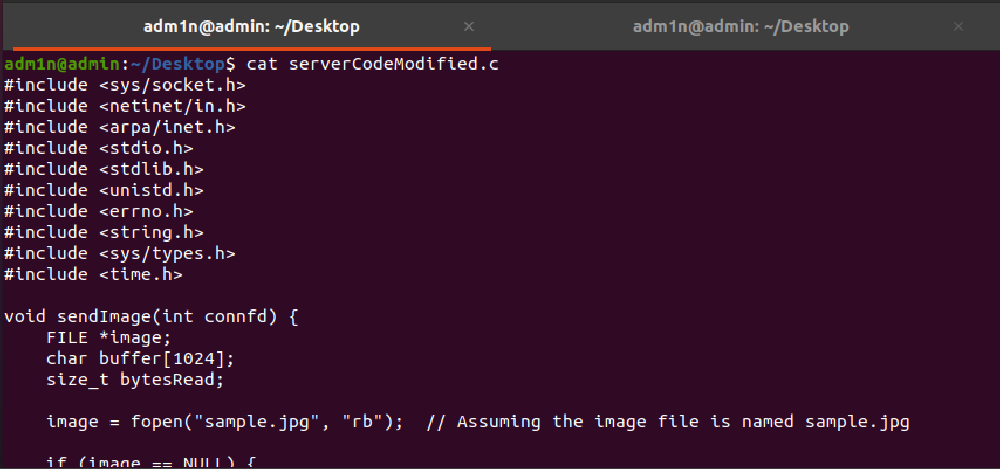 adm1n@admin: ~/Desktop × adm1n@admin: ~/Desktop ×
adm1n@admin:~/Desktop$ cat serverCodeModified.c
#include <sys/socket.h>
#include <netinet/in.h>
#include <arpa/inet.h>
#include <stdio.h>
#include <stdlib.h>
#include <unistd.h>
#include <errno.h>
#include <string.h>
#include <sys/types.h>
#include <time.h>

void sendImage(int connfd) {
    FILE *image;
    char buffer[1024];
    size_t bytesRead;

    image = fopen("sample.jpg", "rb");  // Assuming the image file is named sample.jpg

    if (image == NULL) {